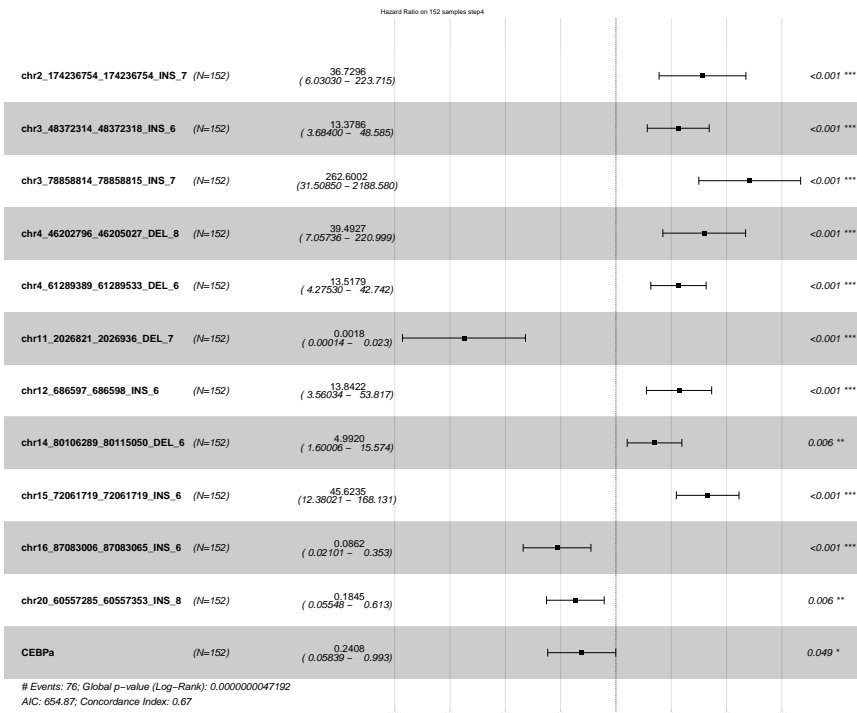 Hazard Ratio on 152 samples step4
chr2_174236754_174236754_INS_7 (N=152) 36.7296 <0.001 ***
( 6.03030 − 223.715)
chr3_48372314_48372318_INS_6 (N=152) 13.3786 <0.001 ***
( 3.68400 − 48.585)
chr3_78858814_78858815_INS_7 (N=152) 262.6002 <0.001 ***
(31.50850 − 2188.580)
chr4_46202796_46205027_DEL_8 (N=152) 39.4927 <0.001 ***
( 7.05736 − 220.999)
chr4_61289389_61289533_DEL_6 (N=152) 13.5179 <0.001 ***
( 4.27530 − 42.742)
chr11_2026821_2026936_DEL_7 (N=152) 0.0018 <0.001 ***
( 0.00014 − 0.023)
chr12_686597_686598_INS_6 (N=152) 13.8422 <0.001 ***
( 3.56034 − 53.817)
chr14_80106289_80115050_DEL_6 (N=152) 4.9920 0.006 **
( 1.60006 − 15.574)
chr15_72061719_72061719_INS_6 (N=152) 45.6235 <0.001 ***
(12.38021 − 168.131)
chr16_87083006_87083065_INS_6 (N=152) 0.0862 <0.001 ***
( 0.02101 − 0.353)
chr20_60557285_60557353_INS_8 (N=152) 0.1845 0.006 **
( 0.05548 − 0.613)
CEBPa (N=152) 0.2408 0.049 *
( 0.05839 − 0.993)
# Events: 76; Global p−value (Log−Rank): 0.0000000047192
AIC: 654.87; Concordance Index: 0.67